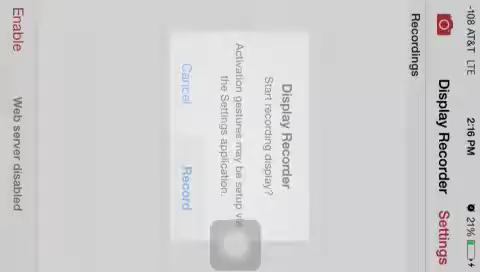 -108 AT&T LTE 2:16 PM 21%
Display Recorder Settings
Recordings
Display Recorder
Start recording display?
Activation gestures may be setup via
the Settings application.
Cancel Record
Enable Web server disabled